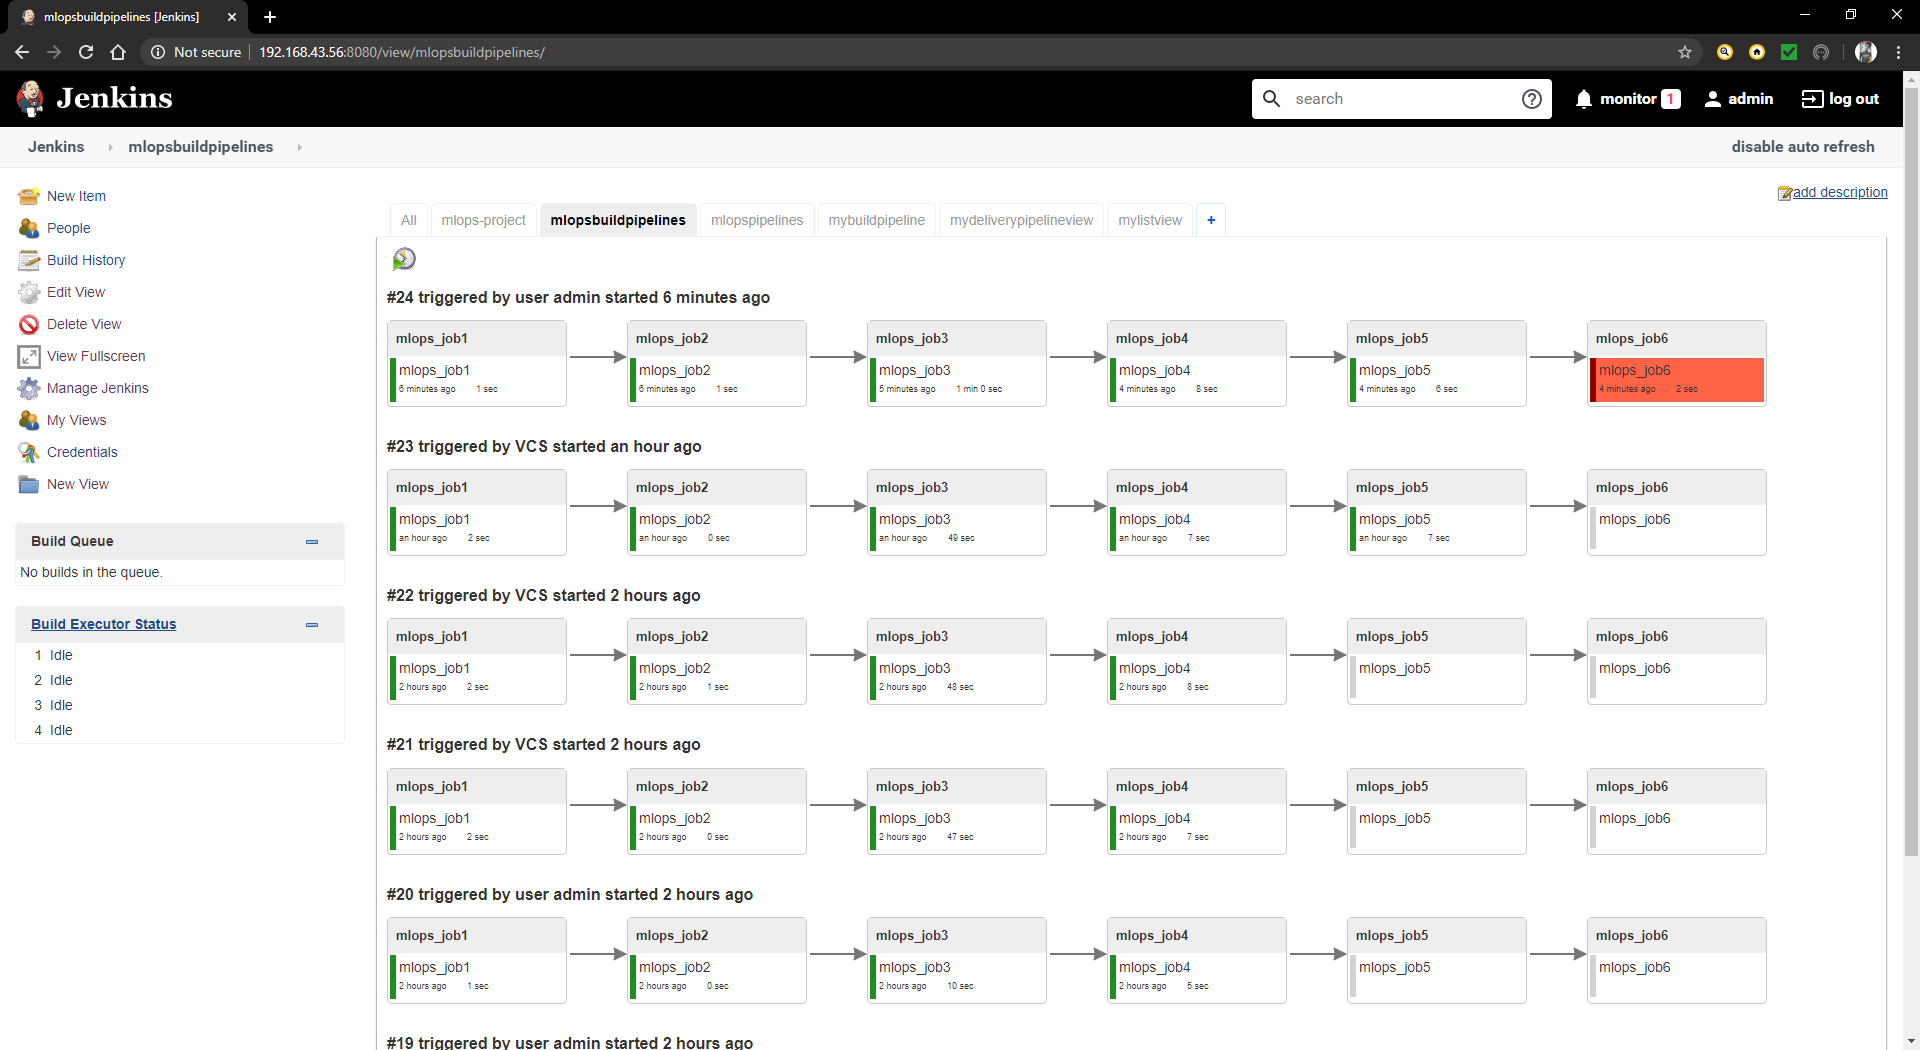 mlopsbuildpipelines [Jenkins]
Not secure 192.168.43.56:8080/view/mlopsbuildpipelines/
Jenkins search monitor 1 admin log out
Jenkins mlopsbuildpipelines disable auto refresh
add description
New Item
People
Build History
Edit View
Delete View
View Fullscreen
Manage Jenkins
My Views
Credentials
New View
Build Queue
No builds in the queue.
Build Executor Status
1 Idle
2 Idle
3 Idle
4 Idle
All mlops-project mlopsbuildpipelines mlopspipelines mybuildpipeline mydeliverypipelineview mylistview +
#24 triggered by user admin started 6 minutes ago
mlops_job1 mlops_job2 mlops_job3 mlops_job4 mlops_job5 mlops_job6
mlops_job1 mlops_job2 mlops_job3 mlops_job4 mlops_job5 mlops_job6
6 minutes ago 1 sec 6 minutes ago 1 sec 5 minutes ago 1 min 0 sec 4 minutes ago 8 sec 4 minutes ago 6 sec 4 minutes ago 2 sec
#23 triggered by VCS started an hour ago
mlops_job1 mlops_job2 mlops_job3 mlops_job4 mlops_job5 mlops_job6
mlops_job1 mlops_job2 mlops_job3 mlops_job4 mlops_job5 mlops_job6
an hour ago 2 sec an hour ago 0 sec an hour ago 49 sec an hour ago 7 sec an hour ago 7 sec
#22 triggered by VCS started 2 hours ago
mlops_job1 mlops_job2 mlops_job3 mlops_job4 mlops_job5 mlops_job6
mlops_job1 mlops_job2 mlops_job3 mlops_job4 mlops_job5 mlops_job6
2 hours ago 2 sec 2 hours ago 1 sec 2 hours ago 48 sec 2 hours ago 8 sec
#21 triggered by VCS started 2 hours ago
mlops_job1 mlops_job2 mlops_job3 mlops_job4 mlops_job5 mlops_job6
mlops_job1 mlops_job2 mlops_job3 mlops_job4 mlops_job5 mlops_job6
2 hours ago 2 sec 2 hours ago 0 sec 2 hours ago 47 sec 2 hours ago 7 sec
#20 triggered by user admin started 2 hours ago
mlops_job1 mlops_job2 mlops_job3 mlops_job4 mlops_job5 mlops_job6
mlops_job1 mlops_job2 mlops_job3 mlops_job4 mlops_job5 mlops_job6
2 hours ago 1 sec 2 hours ago 0 sec 2 hours ago 10 sec 2 hours ago 5 sec
#19 triggered by user admin started 2 hours ago